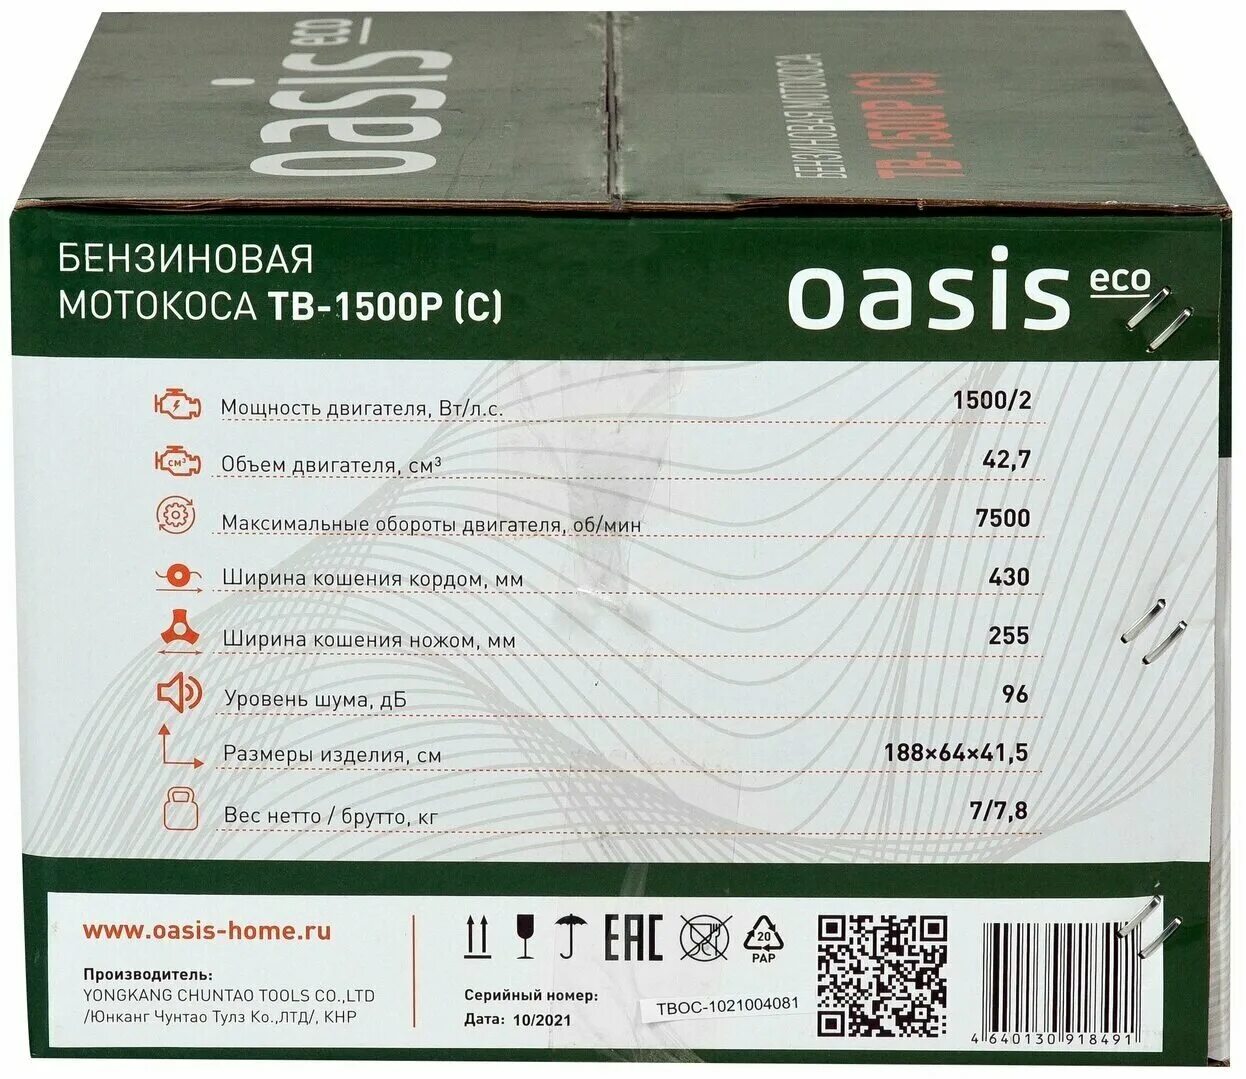 oasis eco
БЕНЗИНОВАЯ МОТОКОСА
TB-1500P (C)
БЕНЗИНОВАЯ
МОТОКОСА TB-1500P (C)
oasis eco
Мощность двигателя, Вт/л.с. 1500/2
см³
Объем двигателя, см³ 42,7
Максимальные обороты двигателя, об/мин 7500
Ширина кошения кордом, мм 430
Ширина кошения ножом, мм 255
Уровень шума, дБ 96
Размеры изделия, см 188×64×41,5
Вес нетто / брутто, кг 7/7,8
www.oasis-home.ru
Производитель:
YONGKANG CHUNTAO TOOLS CO.,LTD
/Юнканг Чунтао Тулз Ко.,ЛТД/, КНР
EAC
20
PAP
Серийный номер: TBOC-1021004081
Дата: 10/2021
4 640130 918491